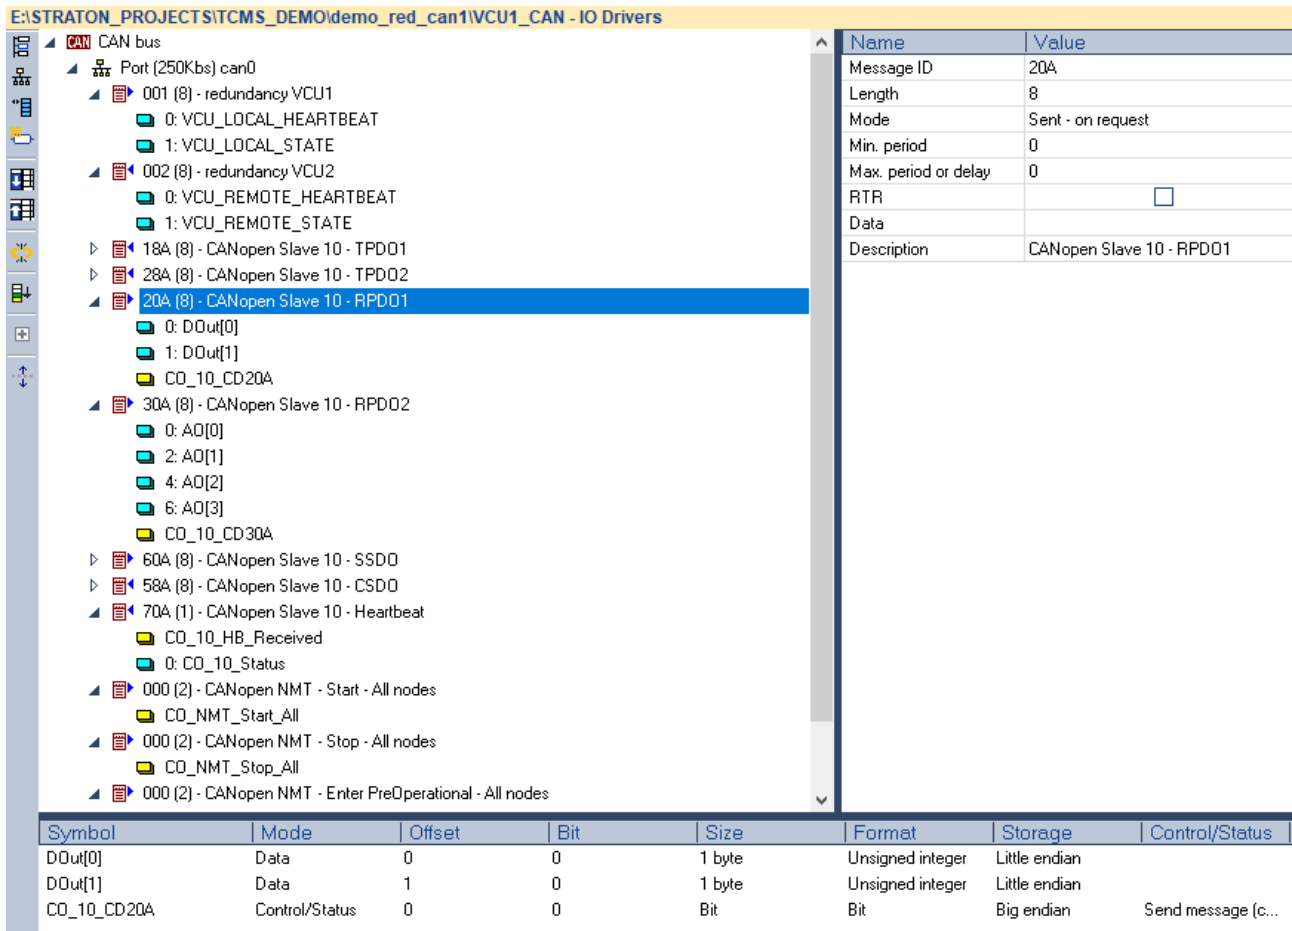 E:\STRATON_PROJECTS\TCMS_DEMO\demo_red_can1\VCU1_CAN - IO Drivers
CAN CAN bus
Port (250Kbs) can0
001 (8) - redundancy VCU1
0: VCU_LOCAL_HEARTBEAT
1: VCU_LOCAL_STATE
002 (8) - redundancy VCU2
0: VCU_REMOTE_HEARTBEAT
1: VCU_REMOTE_STATE
18A (8) - CANopen Slave 10 - TPDO1
28A (8) - CANopen Slave 10 - TPDO2
20A (8) - CANopen Slave 10 - RPDO1
0: DOut[0]
1: DOut[1]
CO_10_CD20A
30A (8) - CANopen Slave 10 - RPDO2
0: AO[0]
2: AO[1]
4: AO[2]
6: AO[3]
CO_10_CD30A
60A (8) - CANopen Slave 10 - SSDO
58A (8) - CANopen Slave 10 - CSDO
70A (1) - CANopen Slave 10 - Heartbeat
CO_10_HB_Received
0: CO_10_Status
000 (2) - CANopen NMT - Start - All nodes
CO_NMT_Start_All
000 (2) - CANopen NMT - Stop - All nodes
CO_NMT_Stop_All
000 (2) - CANopen NMT - Enter PreOperational - All nodes
Name Value
Message ID 20A
Length 8
Mode Sent - on request
Min. period 0
Max. period or delay 0
RTR
Data
Description CANopen Slave 10 - RPDO1
Symbol Mode Offset Bit Size Format Storage Control/Status
DOut[0] Data 0 0 1 byte Unsigned integer Little endian
DOut[1] Data 1 0 1 byte Unsigned integer Little endian
CO_10_CD20A Control/Status 0 0 Bit Bit Big endian Send message (c...